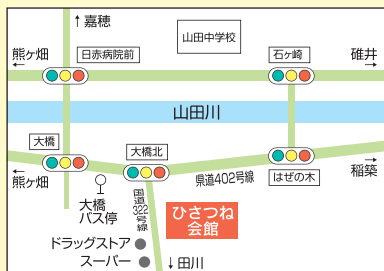 ↑嘉穂
熊ヶ畑
←
日赤病院前
山田中学校
石ヶ崎
碓井
→
山田川
大橋
大橋北
熊ヶ畑
←
県道402号線
はぜの木
稲築
→
大橋
バス停
国道322号線
ひさつね
会館
ドラッグストア
スーパー
↓田川